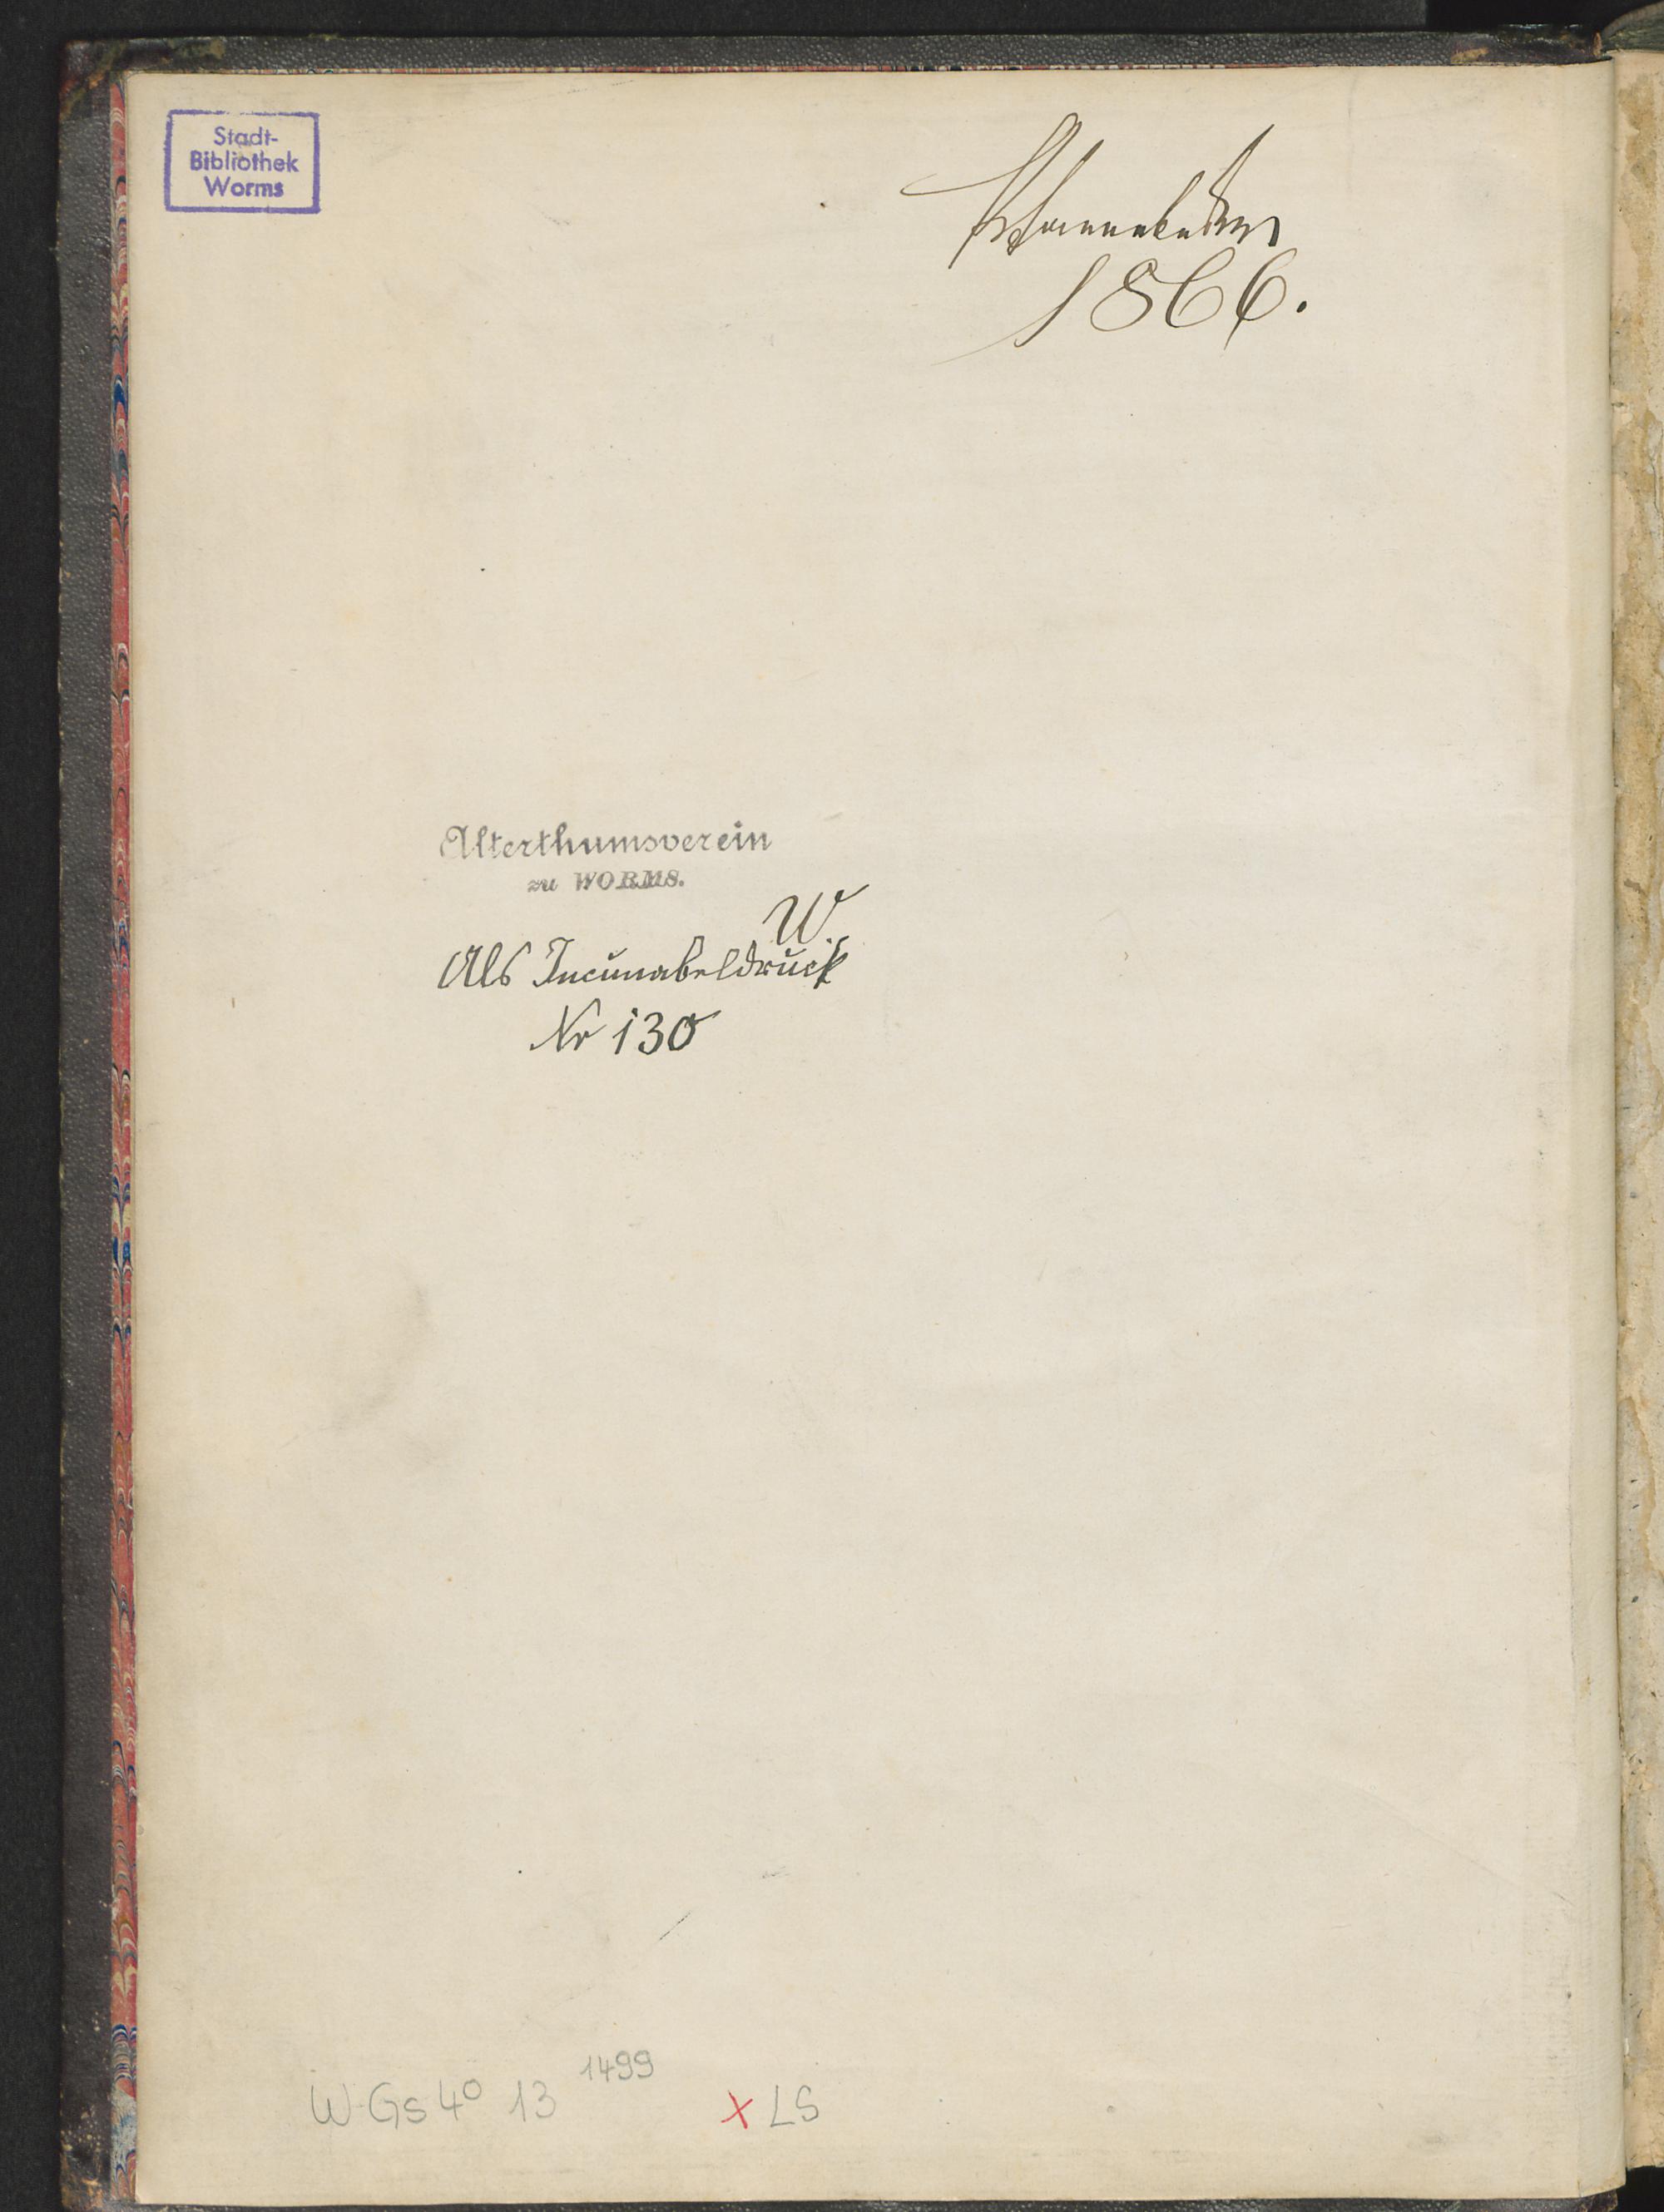 Stadt-
Bibliothek
Worms
1866.
Alterthumsverein
zu WORMS.
W
Als Incunabeldruck
Nr 130
W-Gs 4° 13 1499
x LS